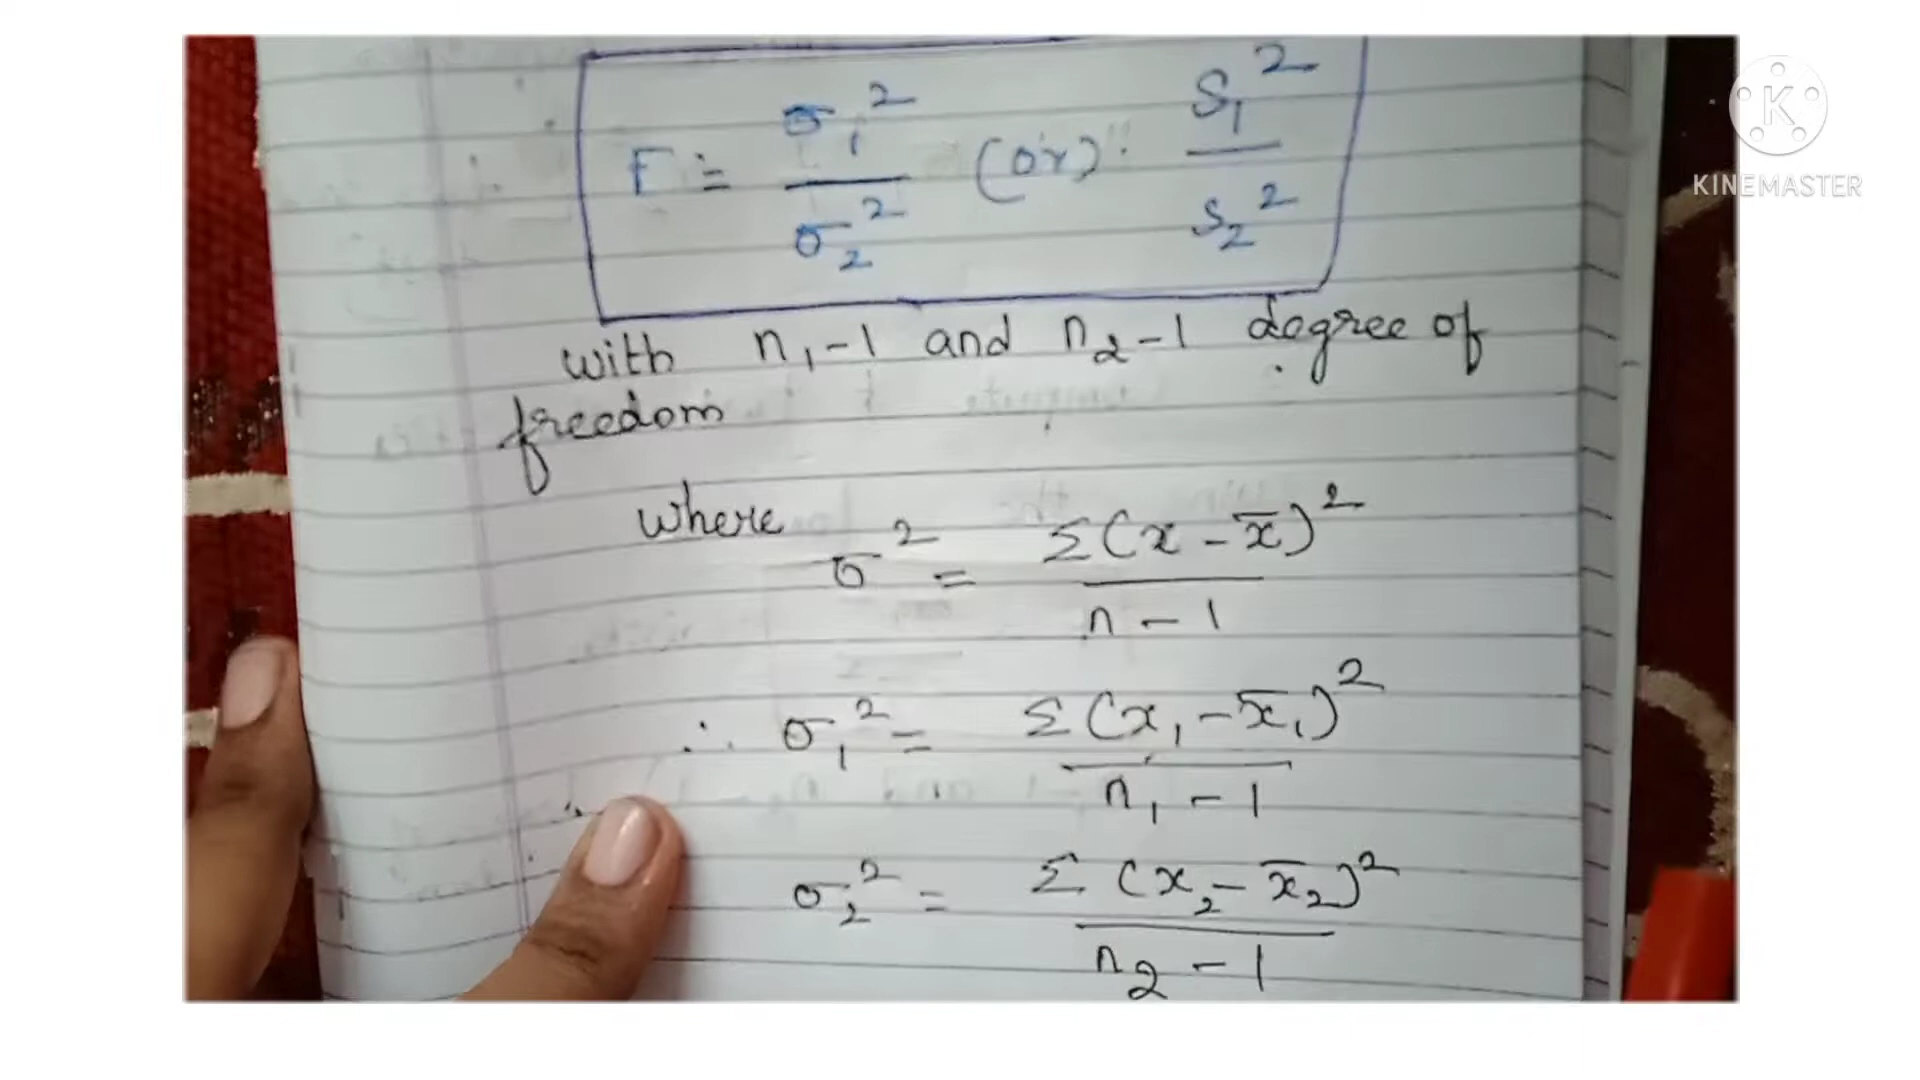 F = σ₁² / σ₂² (or) S₁² / S₂²
KINEMASTER
with n₁-1 and n₂-1 degree of
freedom
where
σ² = Σ(x - x̄)² / n - 1
∴ σ₁² = Σ(x₁ - x̄₁)² / n₁ - 1
σ₂² = Σ(x₂ - x̄₂)² / n₂ - 1